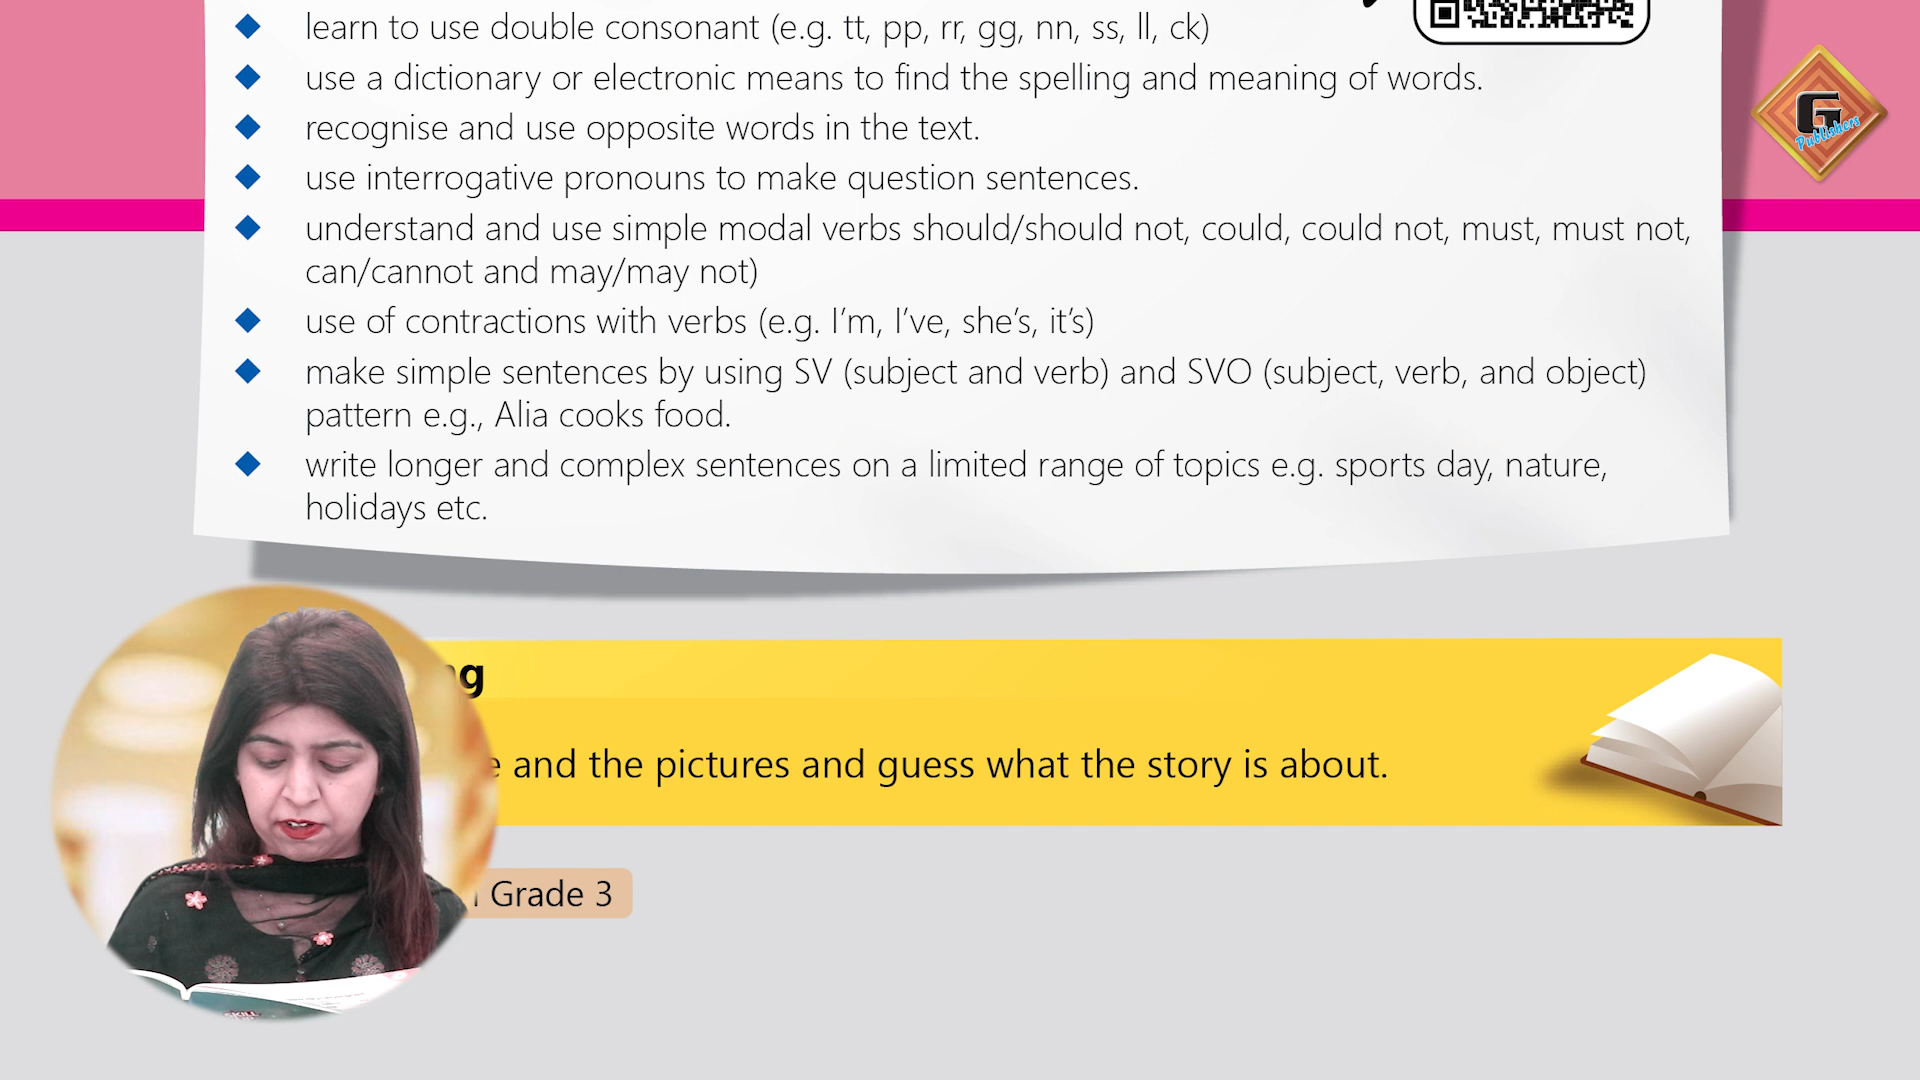 learn to use double consonant (e.g. tt, pp, rr, gg, nn, ss, ll, ck)
use a dictionary or electronic means to find the spelling and meaning of words.
recognise and use opposite words in the text.
use interrogative pronouns to make question sentences.
understand and use simple modal verbs should/should not, could, could not, must, must not,
can/cannot and may/may not)
use of contractions with verbs (e.g. I’m, I’ve, she’s, it’s)
make simple sentences by using SV (subject and verb) and SVO (subject, verb, and object)
pattern e.g., Alia cooks food.
write longer and complex sentences on a limited range of topics e.g. sports day, nature,
holidays etc.
and the pictures and guess what the story is about.
Grade 3
G
Publishers